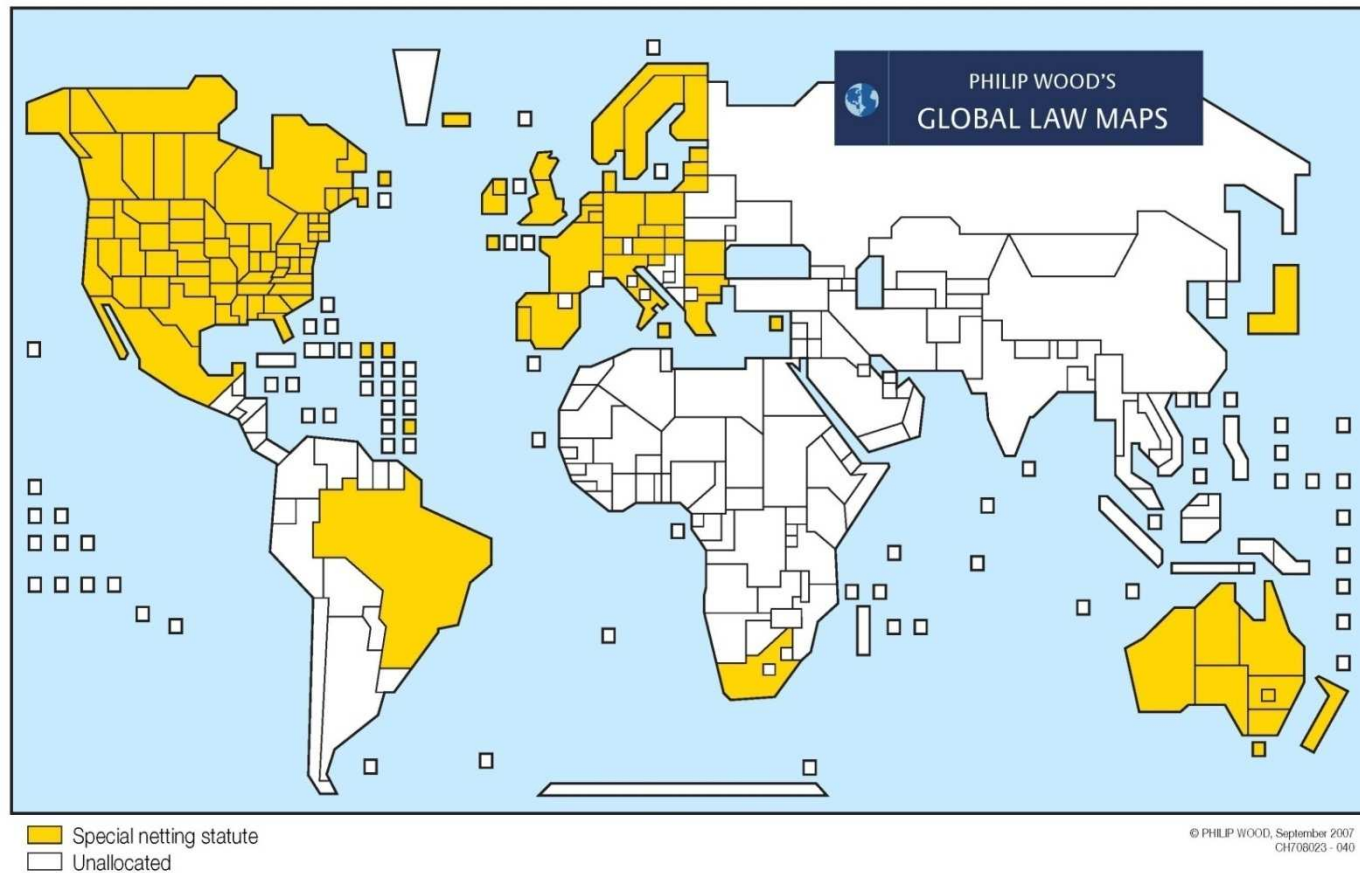 PHILIP WOOD'S
GLOBAL LAW MAPS
Special netting statute
Unallocated
© PHILIP WOOD, September 2007
CH708023 - 040